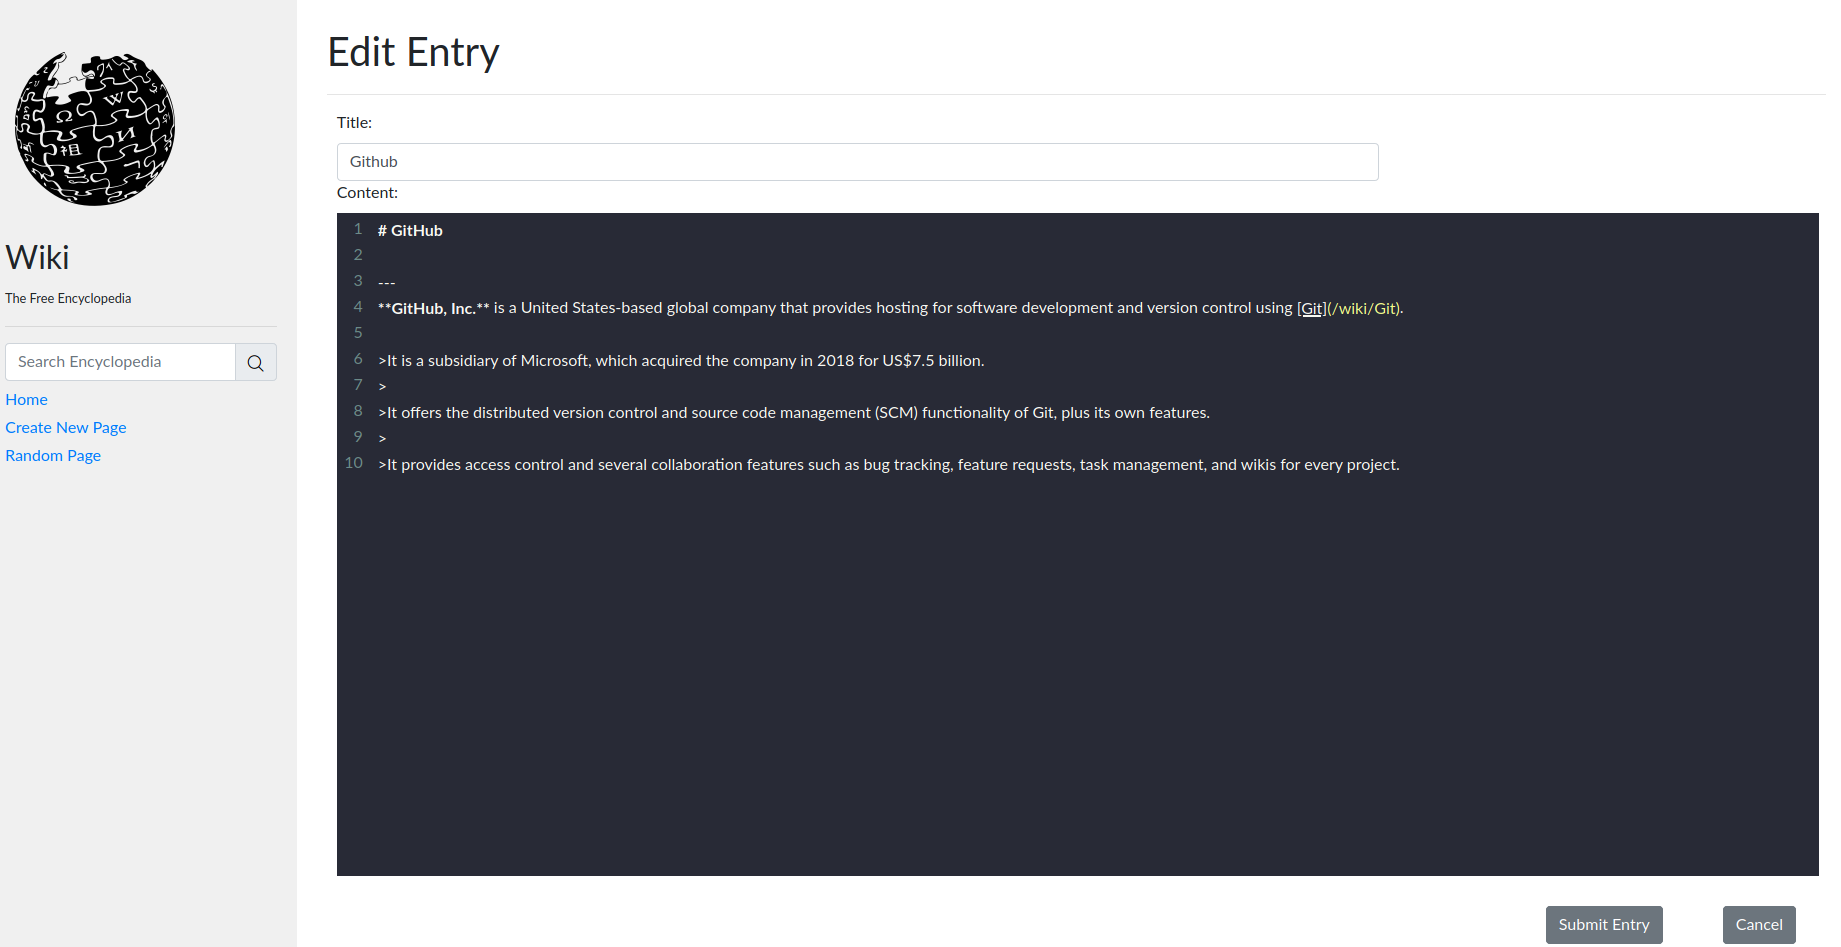 Ω W И 祖
Wiki
The Free Encyclopedia
Search Encyclopedia
Home
Create New Page
Random Page
Edit Entry
Title:
Github
Content:
1 # GitHub
2
3 ---
4 **GitHub, Inc.** is a United States-based global company that provides hosting for software development and version control using [Git](/wiki/Git).
5
6 >It is a subsidiary of Microsoft, which acquired the company in 2018 for US$7.5 billion.
7 >
8 >It offers the distributed version control and source code management (SCM) functionality of Git, plus its own features.
9 >
10 >It provides access control and several collaboration features such as bug tracking, feature requests, task management, and wikis for every project.
Submit Entry
Cancel